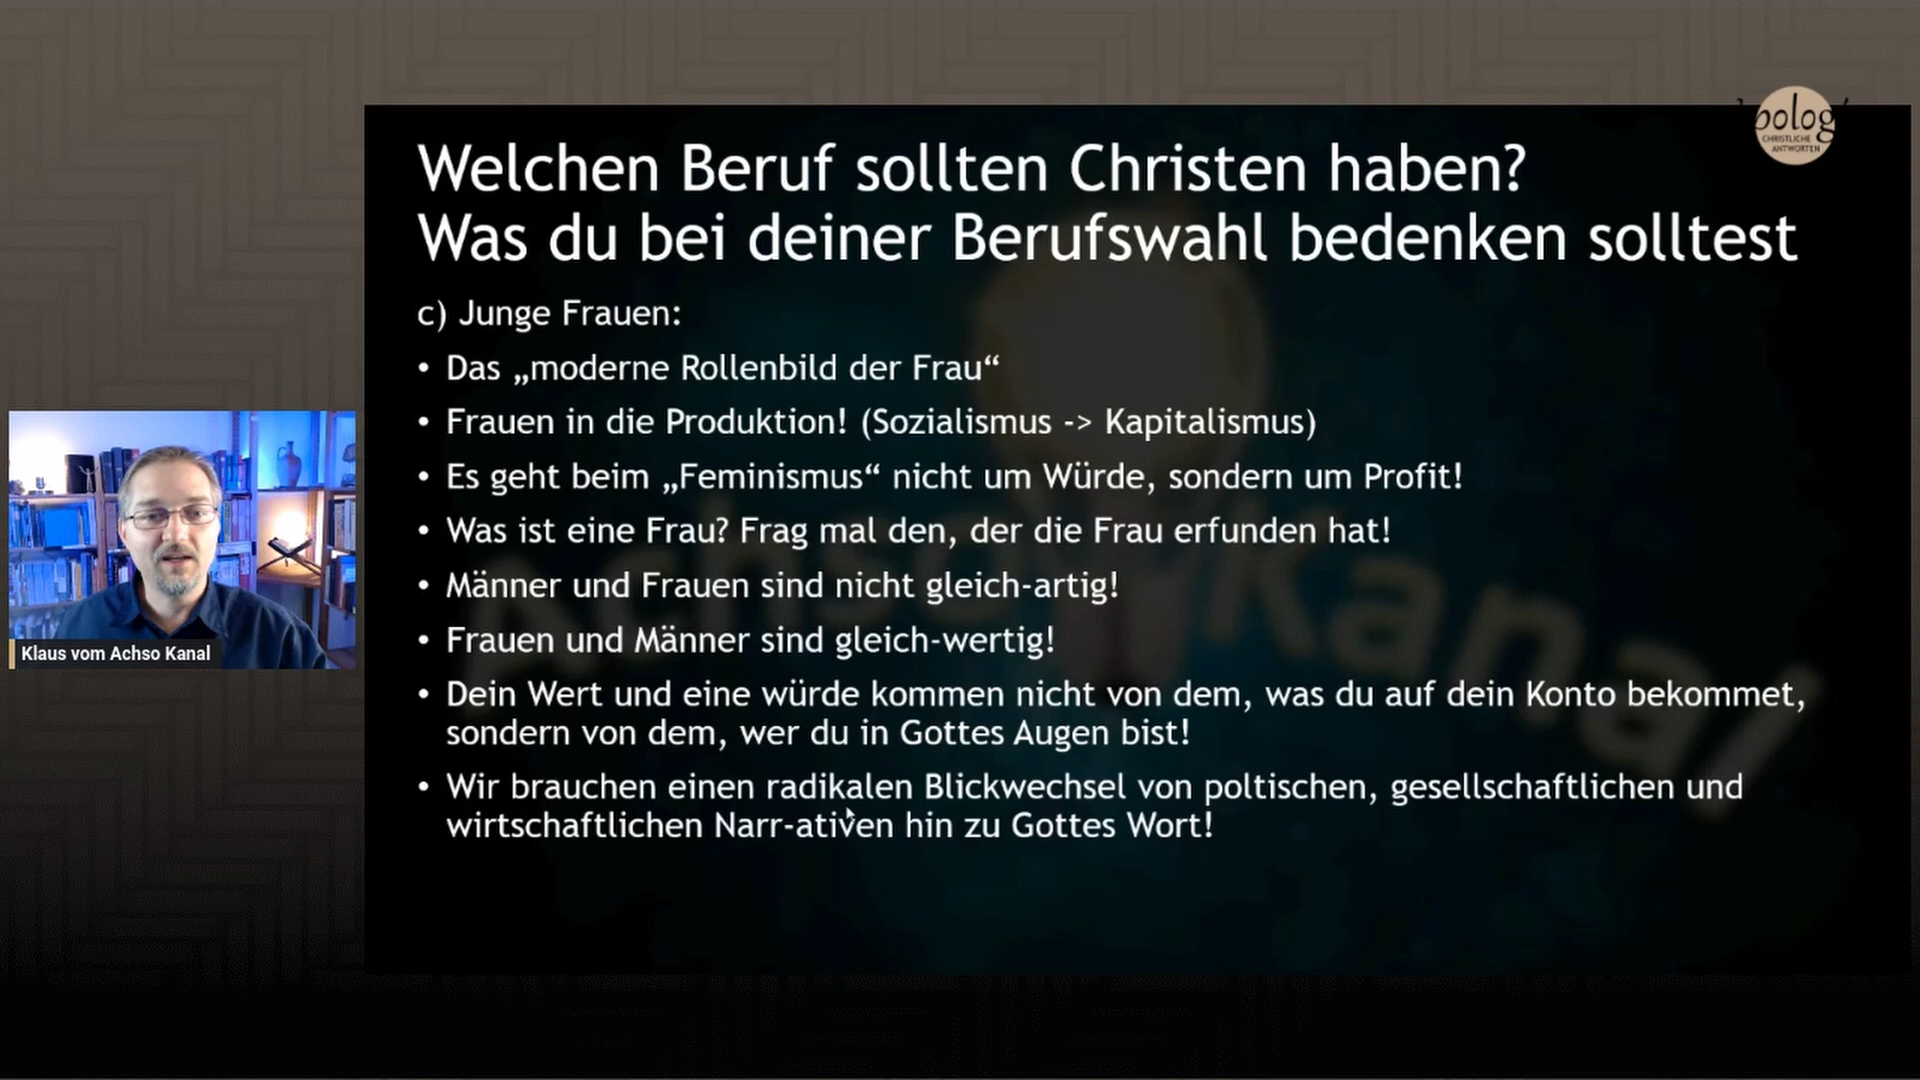 polog
CHRISTLICHE
ANTWORTEN
Welchen Beruf sollten Christen haben?
Was du bei deiner Berufswahl bedenken solltest
c) Junge Frauen:
• Das „moderne Rollenbild der Frau“
• Frauen in die Produktion! (Sozialismus -> Kapitalismus)
• Es geht beim „Feminismus“ nicht um Würde, sondern um Profit!
• Was ist eine Frau? Frag mal den, der die Frau erfunden hat!
• Männer und Frauen sind nicht gleich-artig!
• Frauen und Männer sind gleich-wertig!
• Dein Wert und eine würde kommen nicht von dem, was du auf dein Konto bekommet,
sondern von dem, wer du in Gottes Augen bist!
• Wir brauchen einen radikalen Blickwechsel von poltischen, gesellschaftlichen und
wirtschaftlichen Narr-ativen hin zu Gottes Wort!
Achso Kanal
Klaus vom Achso Kanal